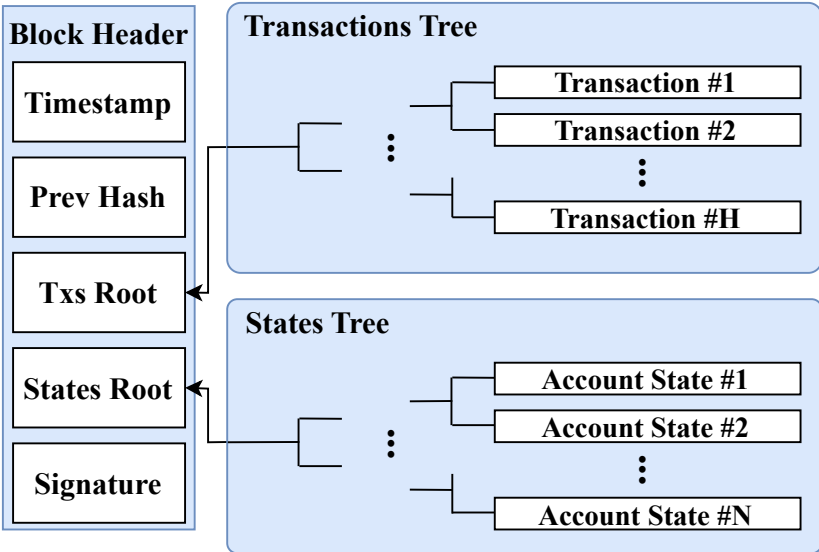 Block Header
Timestamp
Prev Hash
Txs Root
States Root
Signature
Transactions Tree
Transaction #1
Transaction #2
Transaction #H
States Tree
Account State #1
Account State #2
Account State #N